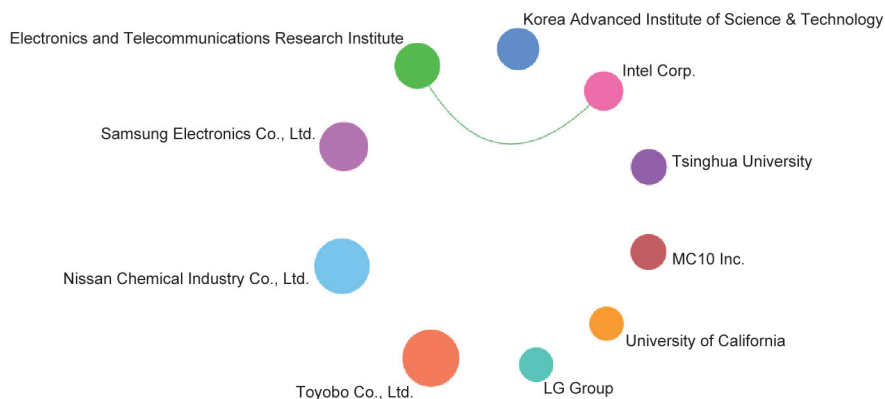 Korea Advanced Institute of Science & Technology
Electronics and Telecommunications Research Institute
Intel Corp.
Samsung Electronics Co., Ltd.
Tsinghua University
MC10 Inc.
Nissan Chemical Industry Co., Ltd.
University of California
LG Group
Toyobo Co., Ltd.